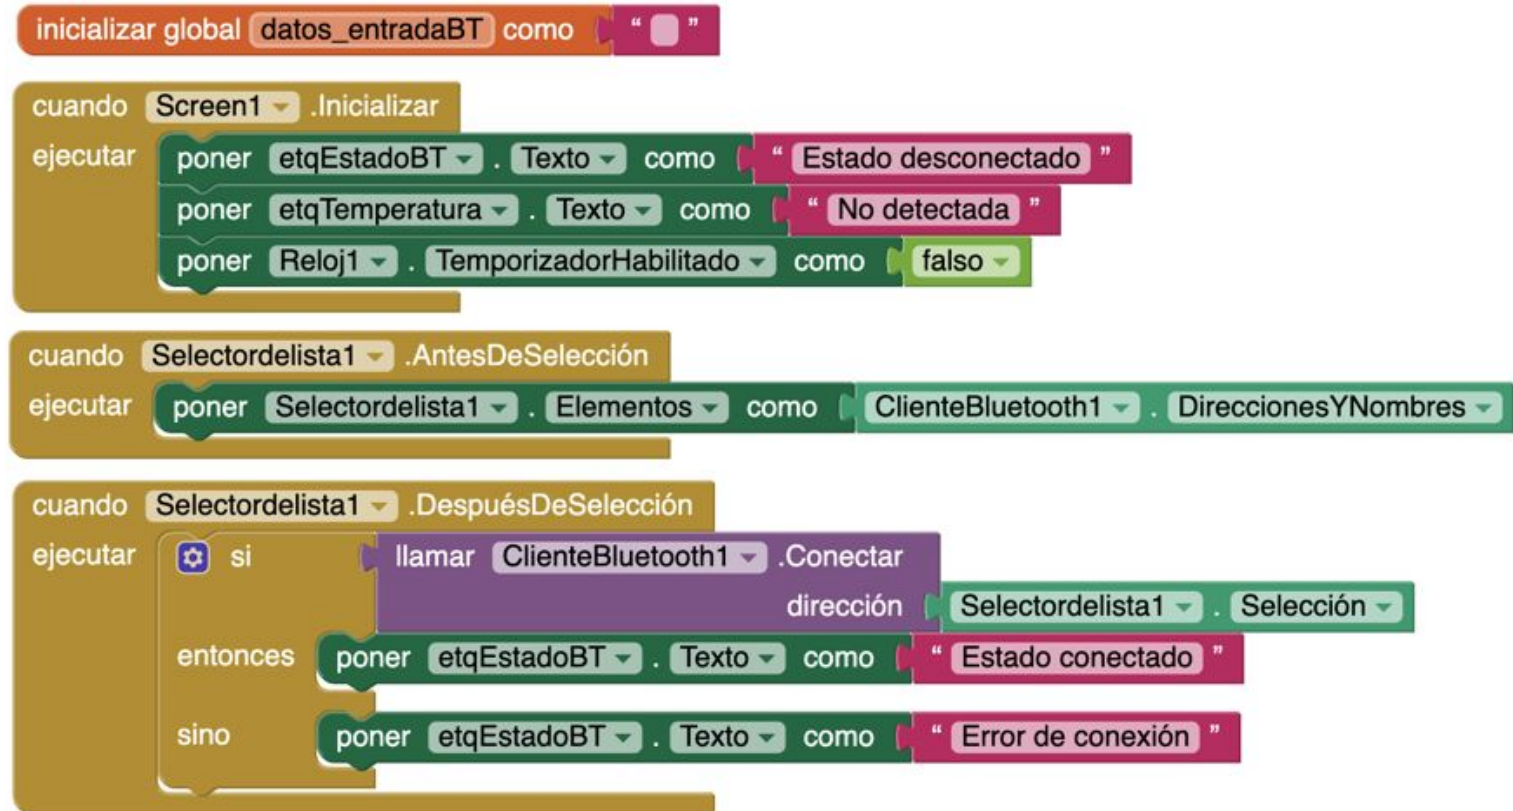 inicializar global datos_entradaBT como " "
cuando Screen1 .Inicializar
ejecutar poner etqEstadoBT . Texto como " Estado desconectado "
poner etqTemperatura . Texto como " No detectada "
poner Reloj1 . TemporizadorHabilitado como falso
cuando Selectordelista1 .AntesDeSelección
ejecutar poner Selectordelista1 . Elementos como ClienteBluetooth1 . DireccionesYNombres
cuando Selectordelista1 .DespuésDeSelección
ejecutar si llamar ClienteBluetooth1 .Conectar
dirección Selectordelista1 . Selección
entonces poner etqEstadoBT . Texto como " Estado conectado "
sino poner etqEstadoBT . Texto como " Error de conexión "